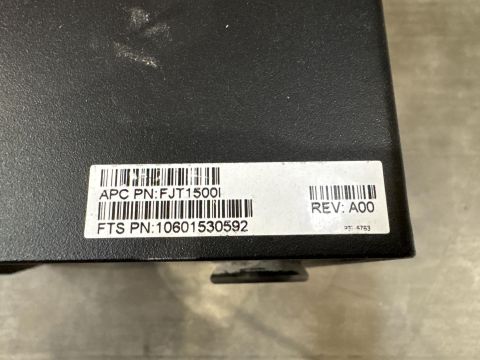 APC PN:FJT1500I
REV: A00
FTS PN:10601530592